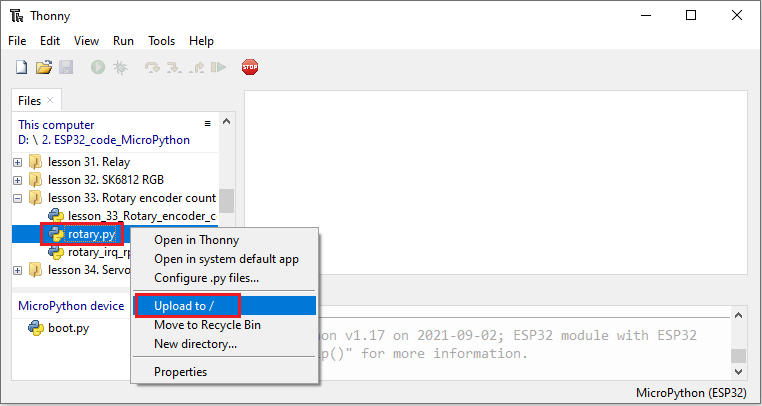 Thonny
File Edit View Run Tools Help
STOP
Files
This computer
D: \ 2. ESP32_code_MicroPython
lesson 31. Relay
lesson 32. SK6812 RGB
lesson 33. Rotary encoder count
lesson_33_Rotary_encoder_c
rotary.py
rotary_irq_rp
lesson 34. Servo
Open in Thonny
Open in system default app
Configure .py files...
Upload to /
Move to Recycle Bin
New directory...
Properties
MicroPython device
boot.py
on v1.17 on 2021-09-02; ESP32 module with ESP32
p()" for more information.
MicroPython (ESP32)